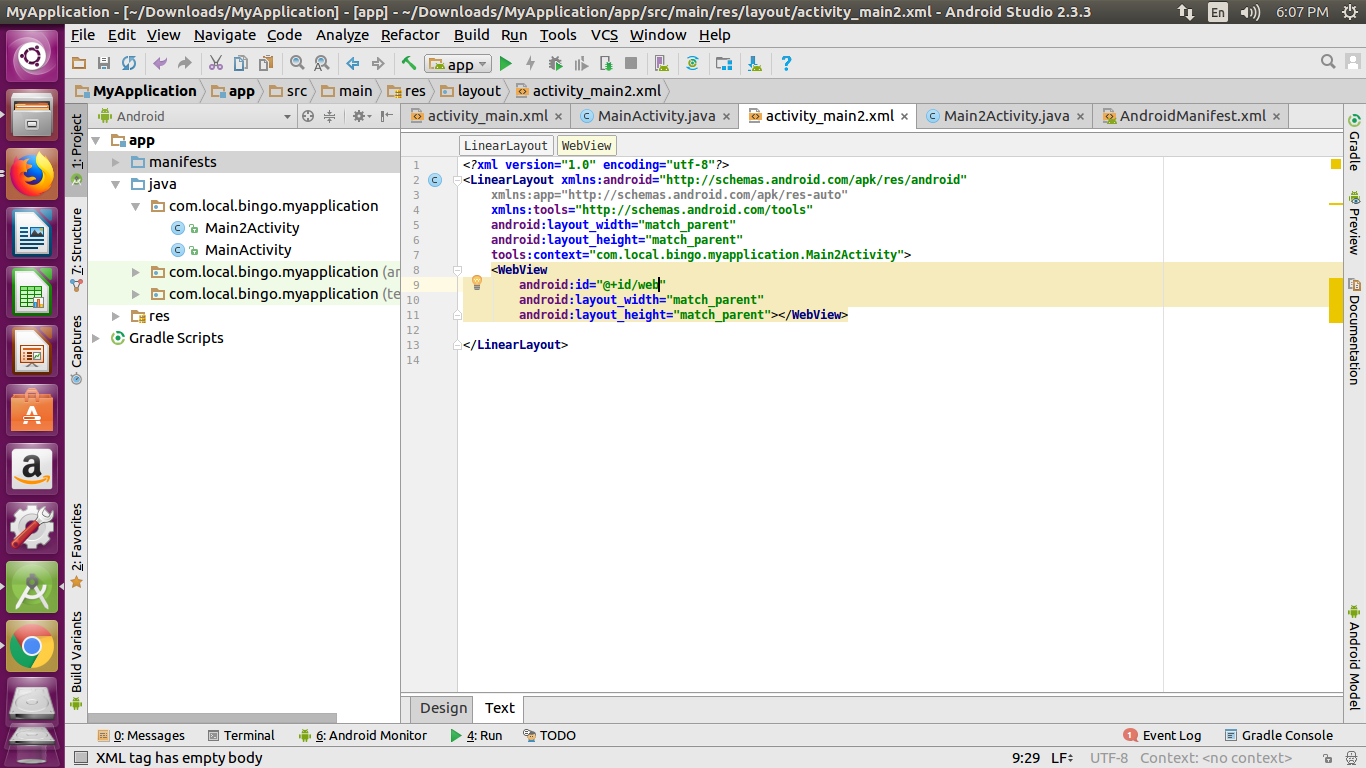 MyApplication - [~/Downloads/MyApplication] - [app] - ~/Downloads/MyApplication/app/src/main/res/layout/activity_main2.xml - Android Studio 2.3.3
En
6:07 PM
File Edit View Navigate Code Analyze Refactor Build Run Tools VCS Window Help
app
MyApplication app src main res layout activity_main2.xml
Android
activity_main.xml MainActivity.java activity_main2.xml Main2Activity.java AndroidManifest.xml
1: Project
7: Structure
Captures
2: Favorites
Build Variants
app
manifests
java
com.local.bingo.myapplication
Main2Activity
MainActivity
com.local.bingo.myapplication (ar
com.local.bingo.myapplication (te
res
Gradle Scripts
LinearLayout WebView
1 <?xml version="1.0" encoding="utf-8"?>
2 <LinearLayout xmlns:android="http://schemas.android.com/apk/res/android"
3 xmlns:app="http://schemas.android.com/apk/res-auto"
4 xmlns:tools="http://schemas.android.com/tools"
5 android:layout_width="match_parent"
6 android:layout_height="match_parent"
7 tools:context="com.local.bingo.myapplication.Main2Activity">
8 <WebView
9 android:id="@+id/web"
10 android:layout_width="match_parent"
11 android:layout_height="match_parent"></WebView>
12
13 </LinearLayout>
14
Gradle
Preview
Documentation
Android Model
Design Text
0: Messages Terminal 6: Android Monitor 4: Run TODO
1 Event Log Gradle Console
XML tag has empty body
9:29 LF UTF-8 Context: <no context>